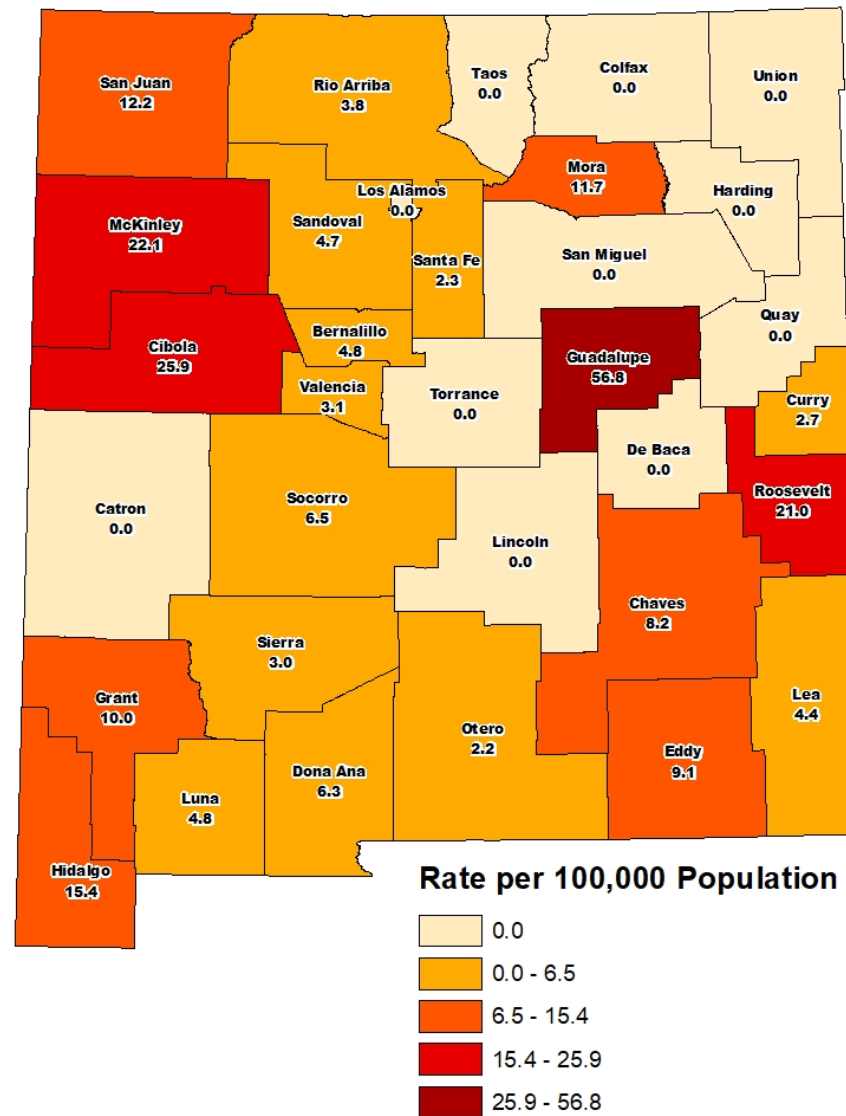 San Juan
12.2
Rio Arriba
3.8
Taos
0.0
Colfax
0.0
Union
0.0
Mora
11.7
Los Alamos
0.0
Harding
0.0
McKinley
22.1
Sandoval
4.7
Santa Fe
2.3
San Miguel
0.0
Quay
0.0
Cibola
25.9
Bernalillo
4.8
Guadalupe
56.8
Valencia
3.1
Torrance
0.0
Curry
2.7
De Baca
0.0
Catron
0.0
Socorro
6.5
Roosevelt
21.0
Lincoln
0.0
Chaves
8.2
Sierra
3.0
Grant
10.0
Lea
4.4
Otero
2.2
Eddy
9.1
Dona Ana
6.3
Luna
4.8
Hidalgo
15.4
Rate per 100,000 Population
0.0
0.0 - 6.5
6.5 - 15.4
15.4 - 25.9
25.9 - 56.8